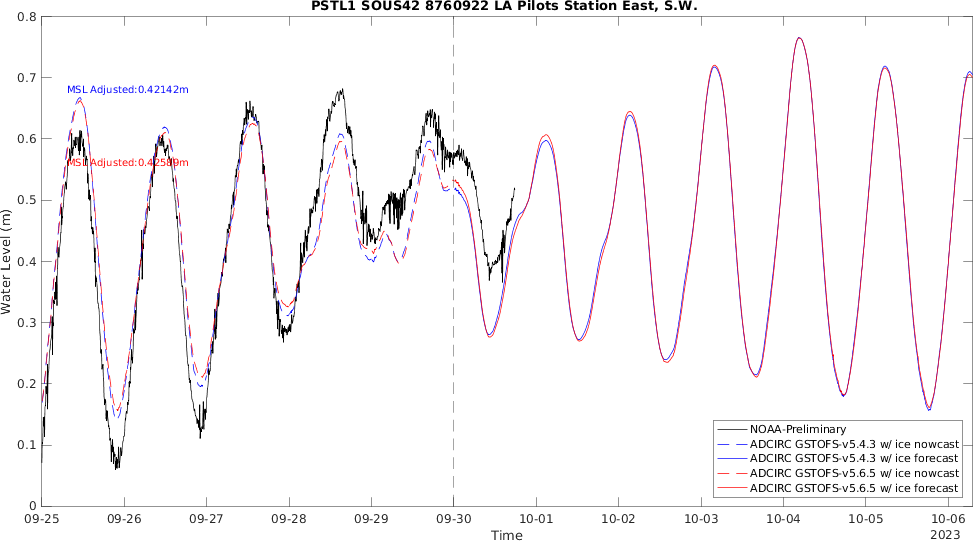 PSTL1 SOUS42 8760922 LA Pilots Station East, S.W.
0.8
0.7
0.6
0.5
0.4
0.3
0.2
0.1
0
Water Level (m)
MSL Adjusted:0.42142m
MSL Adjusted:0.42589m
NOAA-Preliminary
ADCIRC GSTOFS-v5.4.3 w/ ice nowcast
ADCIRC GSTOFS-v5.4.3 w/ ice forecast
ADCIRC GSTOFS-v5.6.5 w/ ice nowcast
ADCIRC GSTOFS-v5.6.5 w/ ice forecast
09-25 09-26 09-27 09-28 09-29 09-30 10-01 10-02 10-03 10-04 10-05 10-06
Time
2023